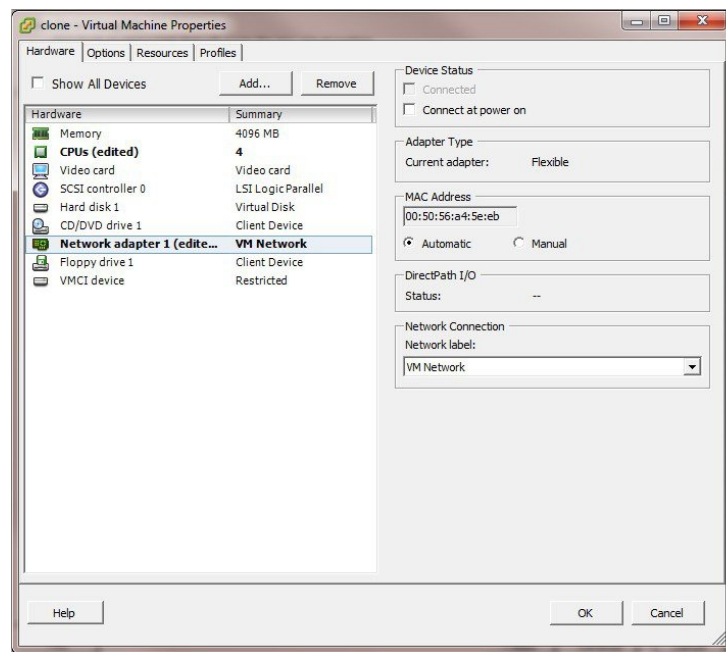 clone - Virtual Machine Properties
Hardware Options Resources Profiles
Show All Devices Add... Remove
Hardware Summary
Memory 4096 MB
CPUs (edited) 4
Video card Video card
SCSI controller 0 LSI Logic Parallel
Hard disk 1 Virtual Disk
CD/DVD drive 1 Client Device
Network adapter 1 (edite... VM Network
Floppy drive 1 Client Device
VMCI device Restricted
Device Status
Connected
Connect at power on
Adapter Type
Current adapter: Flexible
MAC Address
00:50:56:a4:5e:eb
Automatic Manual
DirectPath I/O
Status: --
Network Connection
Network label:
VM Network
Help OK Cancel